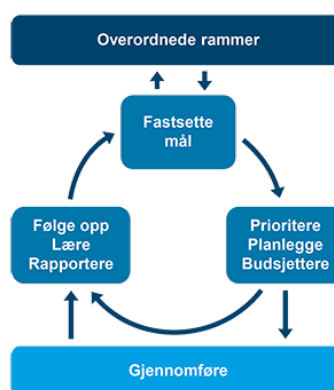 Overordnede rammer
Fastsette
mål
Følge opp
Lære
Rapportere
Prioritere
Planlegge
Budsjettere
Gjennomføre